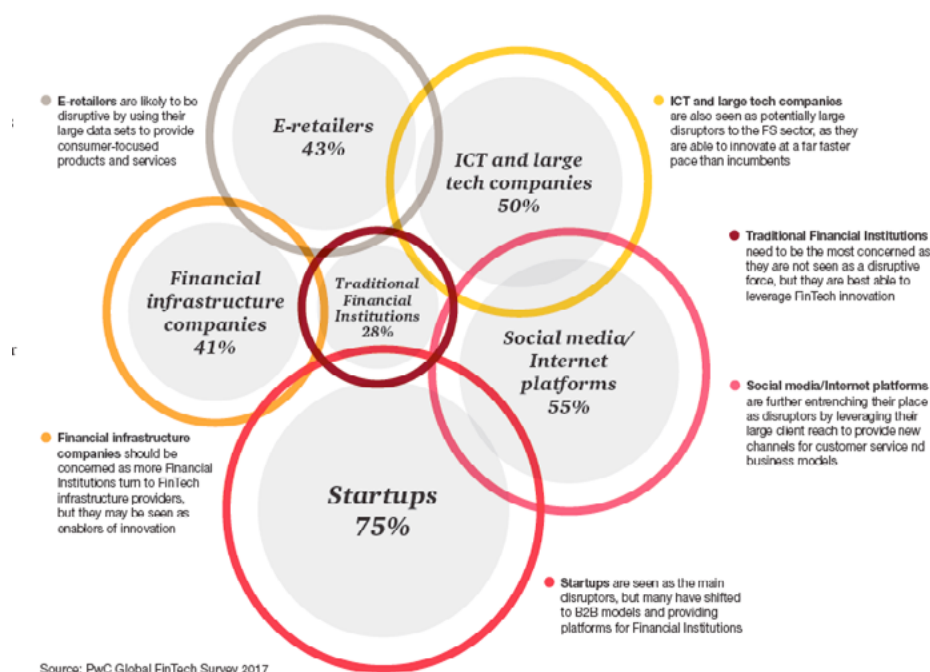 E-retailers are likely to be
disruptive by using their
large data sets to provide
consumer-focused
products and services
E-retailers
43%
ICT and large
tech companies
50%
ICT and large tech companies
are also seen as potentially large
disruptors to the FS sector, as they
are able to innovate at a far faster
pace than incumbents
Financial
infrastructure
companies
41%
Traditional
Financial
Institutions
28%
Traditional Financial Institutions
need to be the most concerned as
they are not seen as a disruptive
force, but they are best able to
leverage FinTech innovation
Social media/
Internet
platforms
55%
Social media/Internet platforms
are further entrenching their place
as disruptors by leveraging their
large client reach to provide new
channels for customer service nd
business models
Financial infrastructure
companies should be
concerned as more Financial
Institutions turn to FinTech
infrastructure providers,
but they may be seen as
enablers of innovation
Startups
75%
Startups are seen as the main
disruptors, but many have shifted
to B2B models and providing
platforms for Financial Institutions
Source: PwC Global FinTech Survey 2017